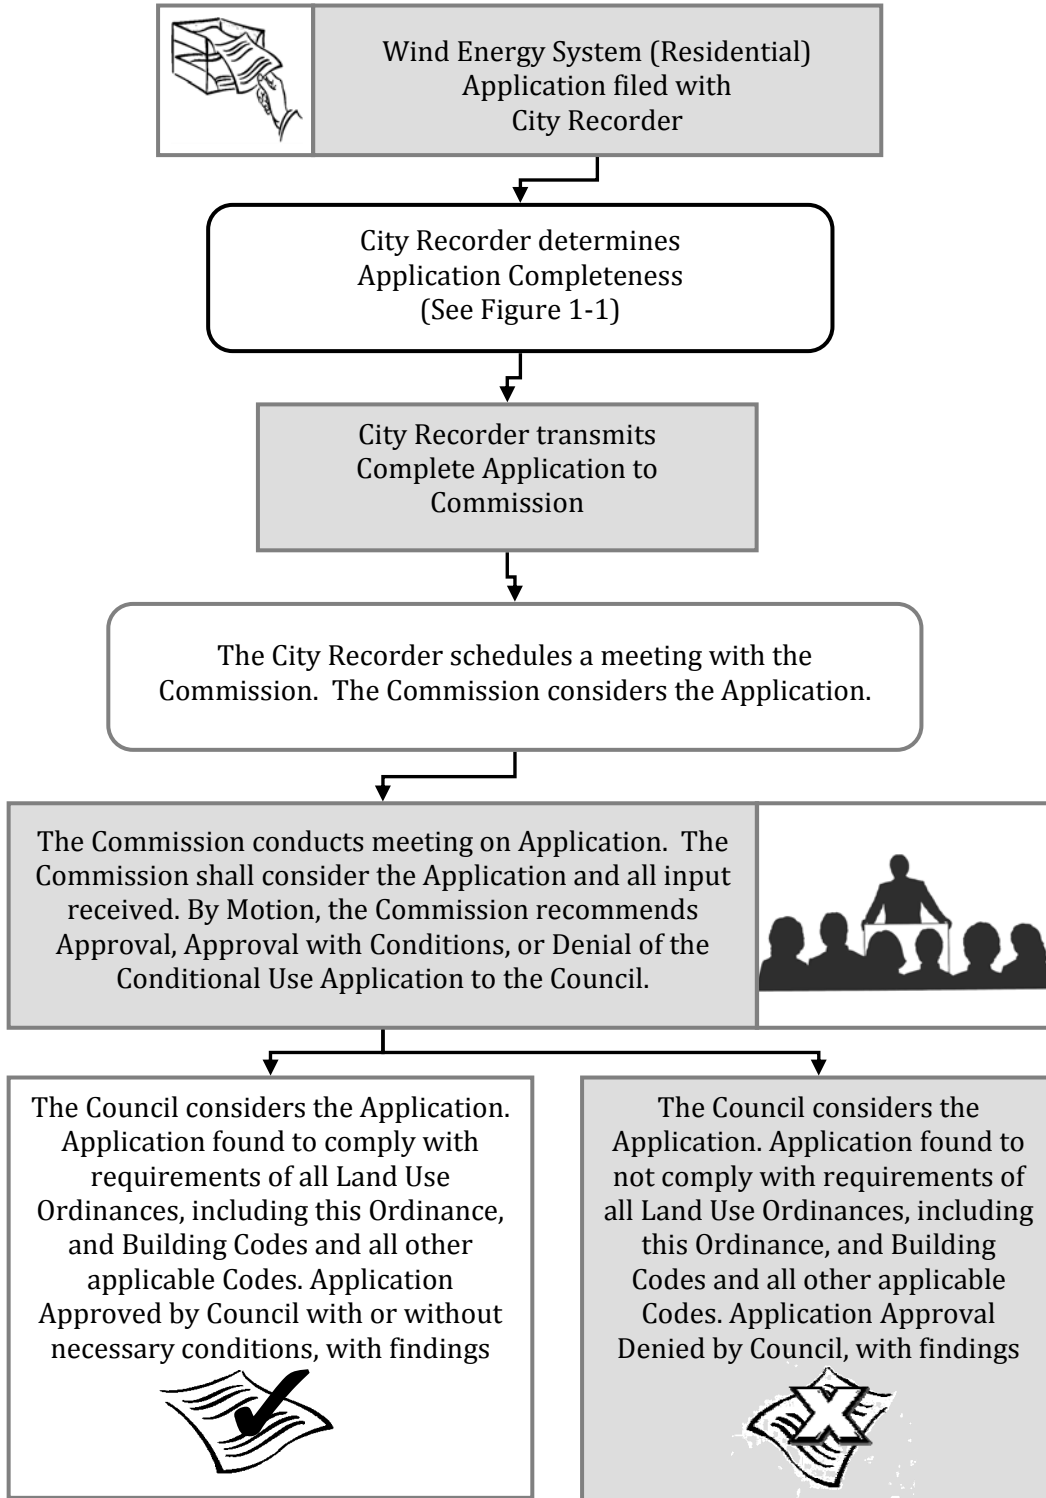 Wind Energy System (Residential)
Application filed with
City Recorder
City Recorder determines
Application Completeness
(See Figure 1-1)
City Recorder transmits
Complete Application to
Commission
The City Recorder schedules a meeting with the
Commission.  The Commission considers the Application.
The Commission conducts meeting on Application.  The
Commission shall consider the Application and all input
received. By Motion, the Commission recommends
Approval, Approval with Conditions, or Denial of the
Conditional Use Application to the Council.
The Council considers the Application.
Application found to comply with
requirements of all Land Use
Ordinances, including this Ordinance,
and Building Codes and all other
applicable Codes. Application
Approved by Council with or without
necessary conditions, with findings
The Council considers the
Application. Application found to
not comply with requirements of
all Land Use Ordinances, including
this Ordinance, and Building
Codes and all other applicable
Codes. Application Approval
Denied by Council, with findings